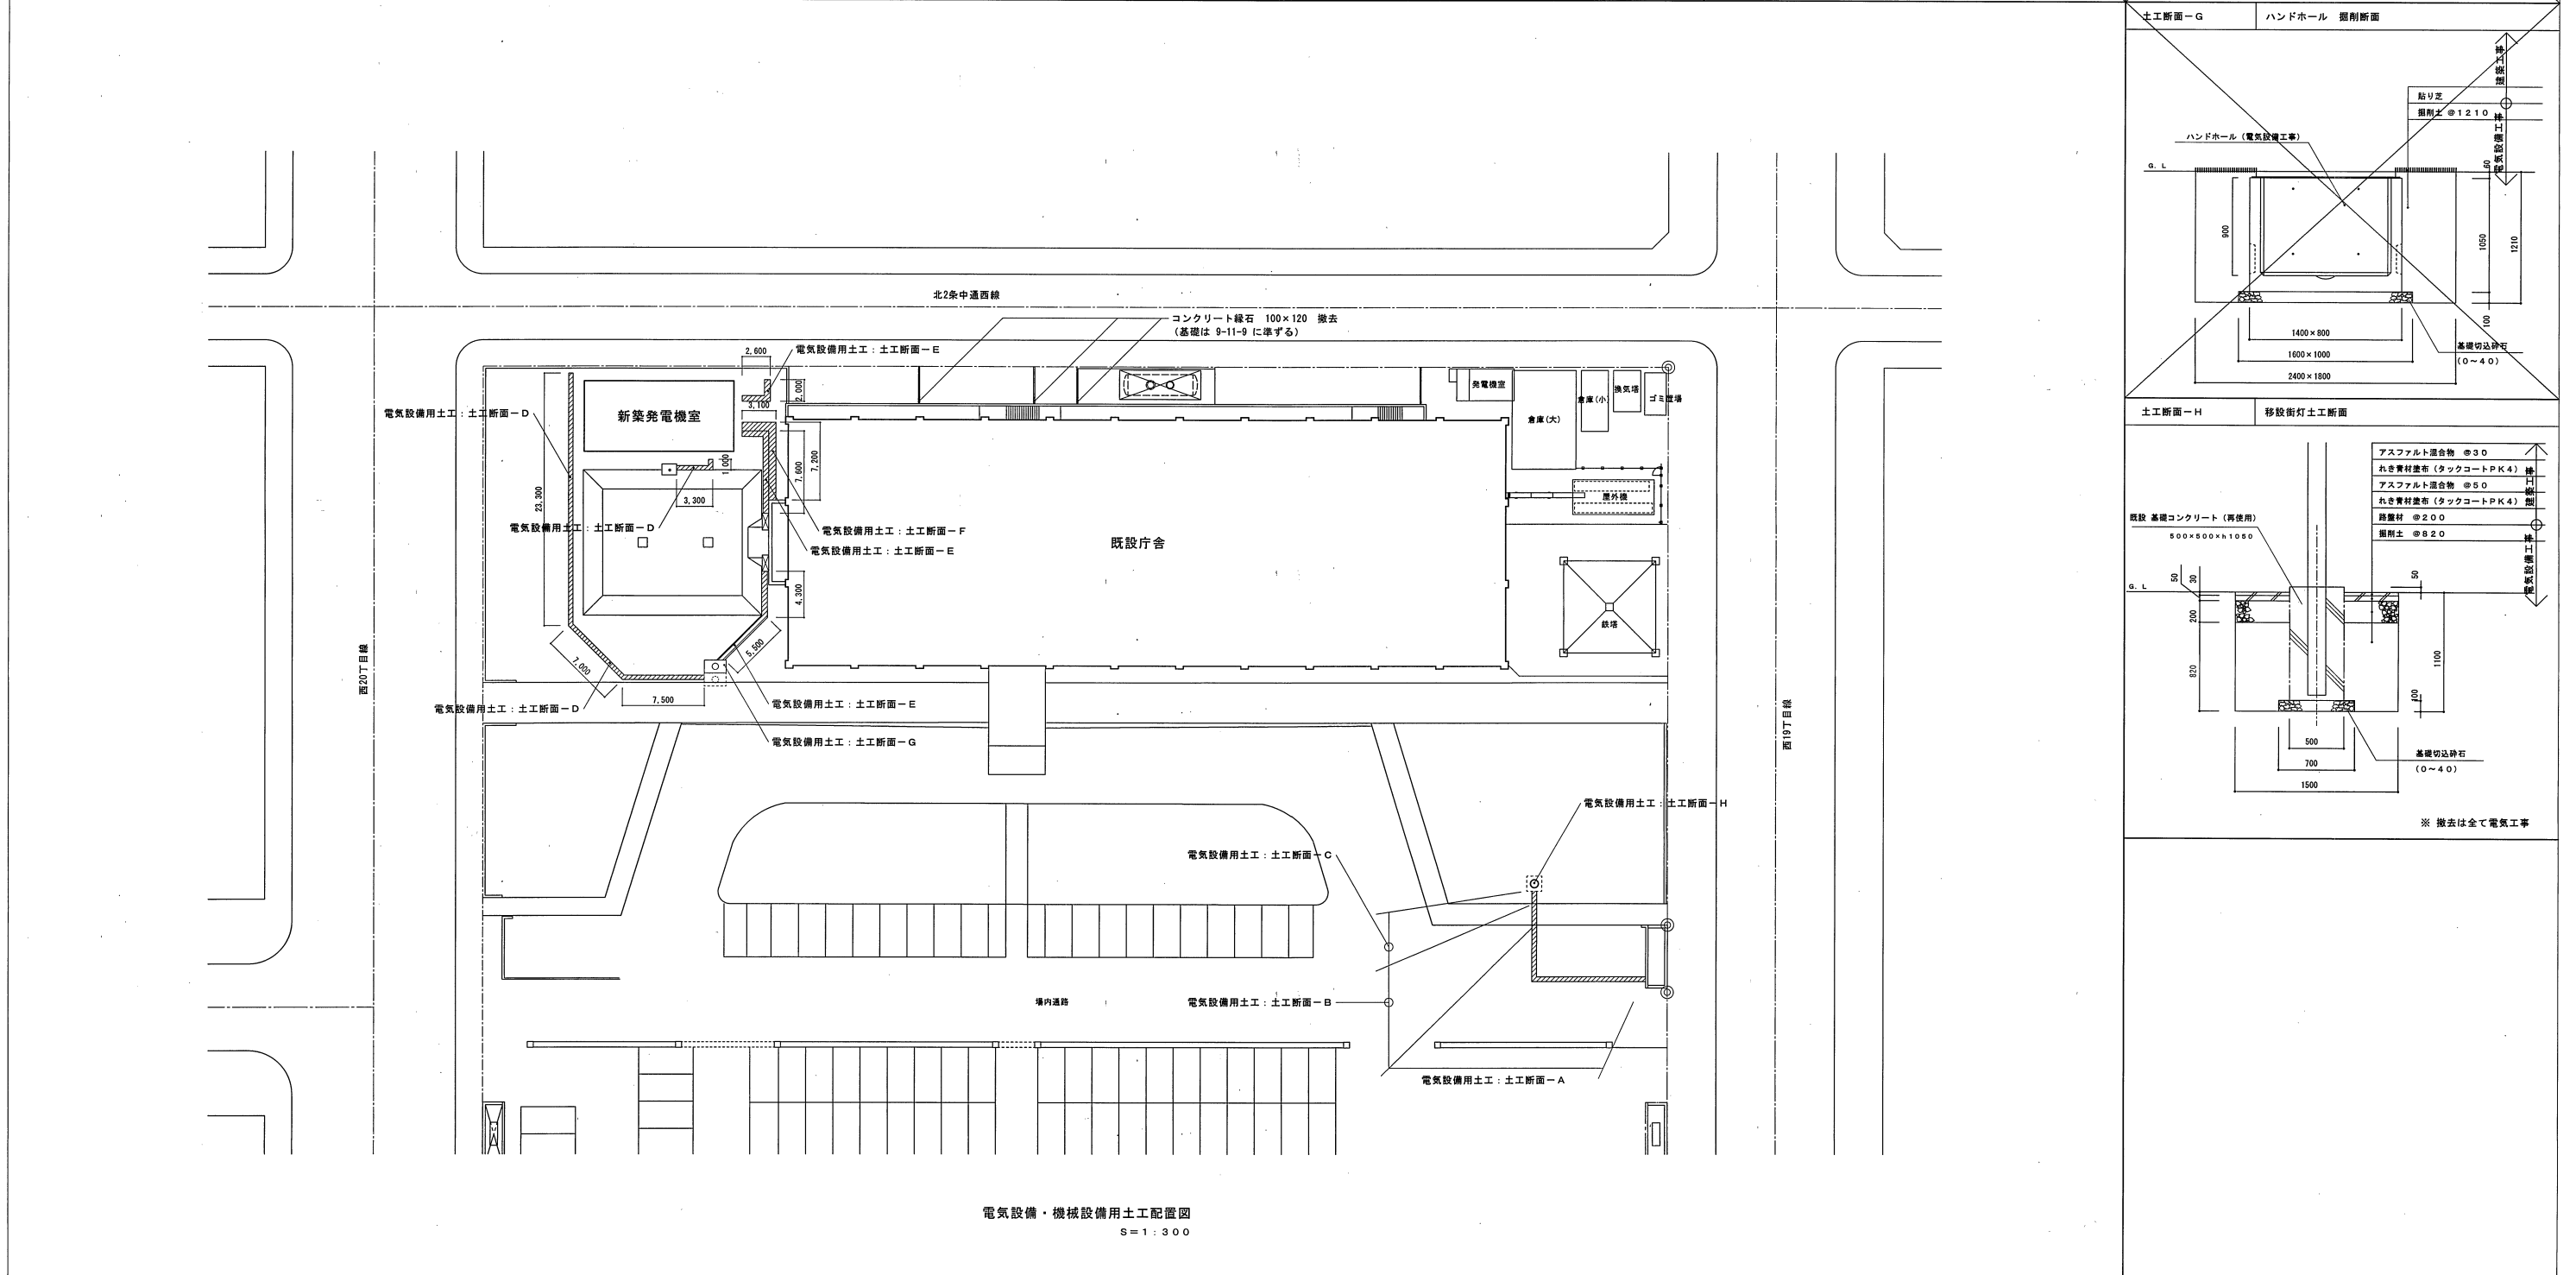 北2条中通西線
コンクリート縁石 100×120 撤去
(基礎は 9-11-9 に準ずる)
2,600
電気設備用土工：土工断面－E
2,000
3,100
電気設備用土工：土工断面－D
新築発電機室
23,300
1,000
3,300
7,600
7,200
電気設備用土工：土工断面－D
電気設備用土工：土工断面－F
電気設備用土工：土工断面－E
4,300
5,500
7,000
7,500
電気設備用土工：土工断面－D
電気設備用土工：土工断面－E
電気設備用土工：土工断面－G
既設庁舎
発電機室
倉庫(大)
倉庫(小)
換気塔
ゴミ置場
屋外機
鉄塔
西20丁目線
西19丁目線
電気設備用土工：土工断面－H
電気設備用土工：土工断面－C
電気設備用土工：土工断面－B
電気設備用土工：土工断面－A
場内通路
電気設備・機械設備用土工配置図
S＝1：300
土工断面－G
ハンドホール 掘削断面
建築工事
電気設備工事
貼り芝
掘削土 @1210
ハンドホール (電気設備工事)
G. L
900
60
1050
1210
100
1400×800
1600×1000
2400×1800
基礎切込砕石
(0～40)
土工断面－H
移設街灯土工断面
アスファルト混合物 @30
れき青材塗布 (タックコートPK4)
アスファルト混合物 @50
れき青材塗布 (タックコートPK4)
路盤材 @200
掘削土 @820
建築工事
電気設備工事
既設 基礎コンクリート (再使用)
500×500×h1050
G. L
50
30
200
820
50
1100
100
500
700
1500
基礎切込砕石
(0～40)
※ 撤去は全て電気工事